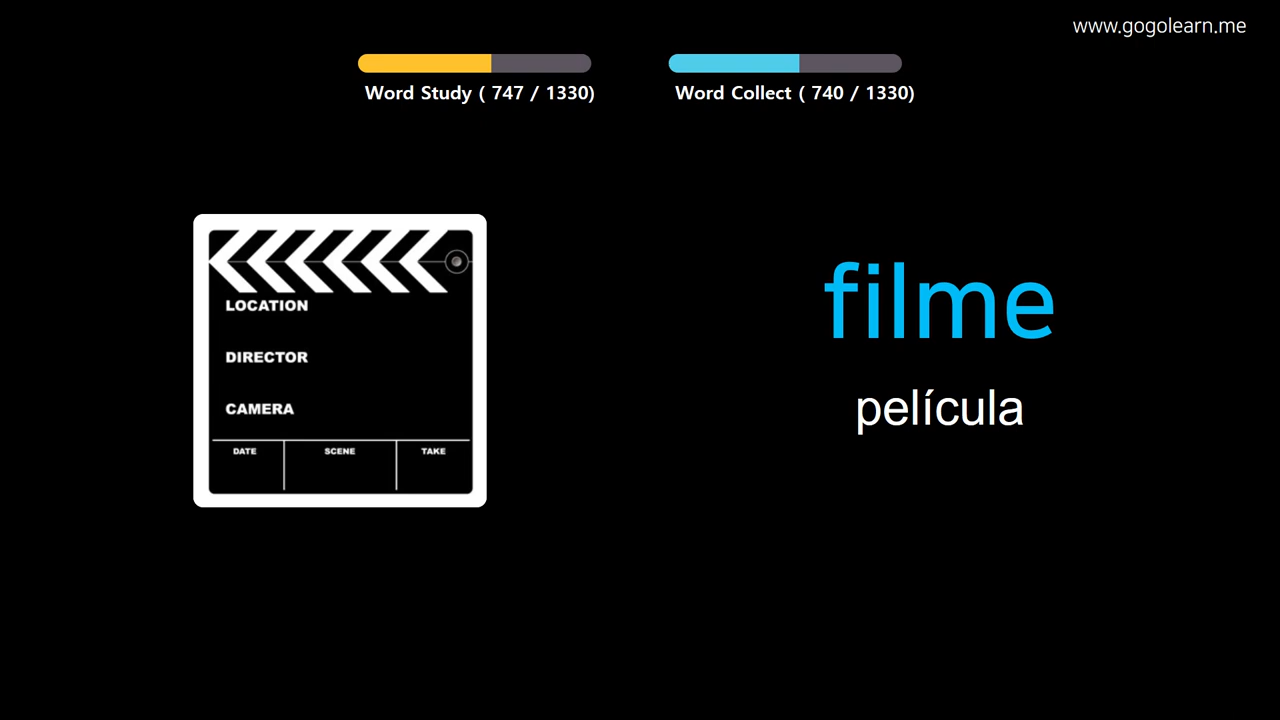 www.gogolearn.me
Word Study ( 747 / 1330)
Word Collect ( 740 / 1330)
LOCATION
DIRECTOR
CAMERA
DATE SCENE TAKE
filme
película